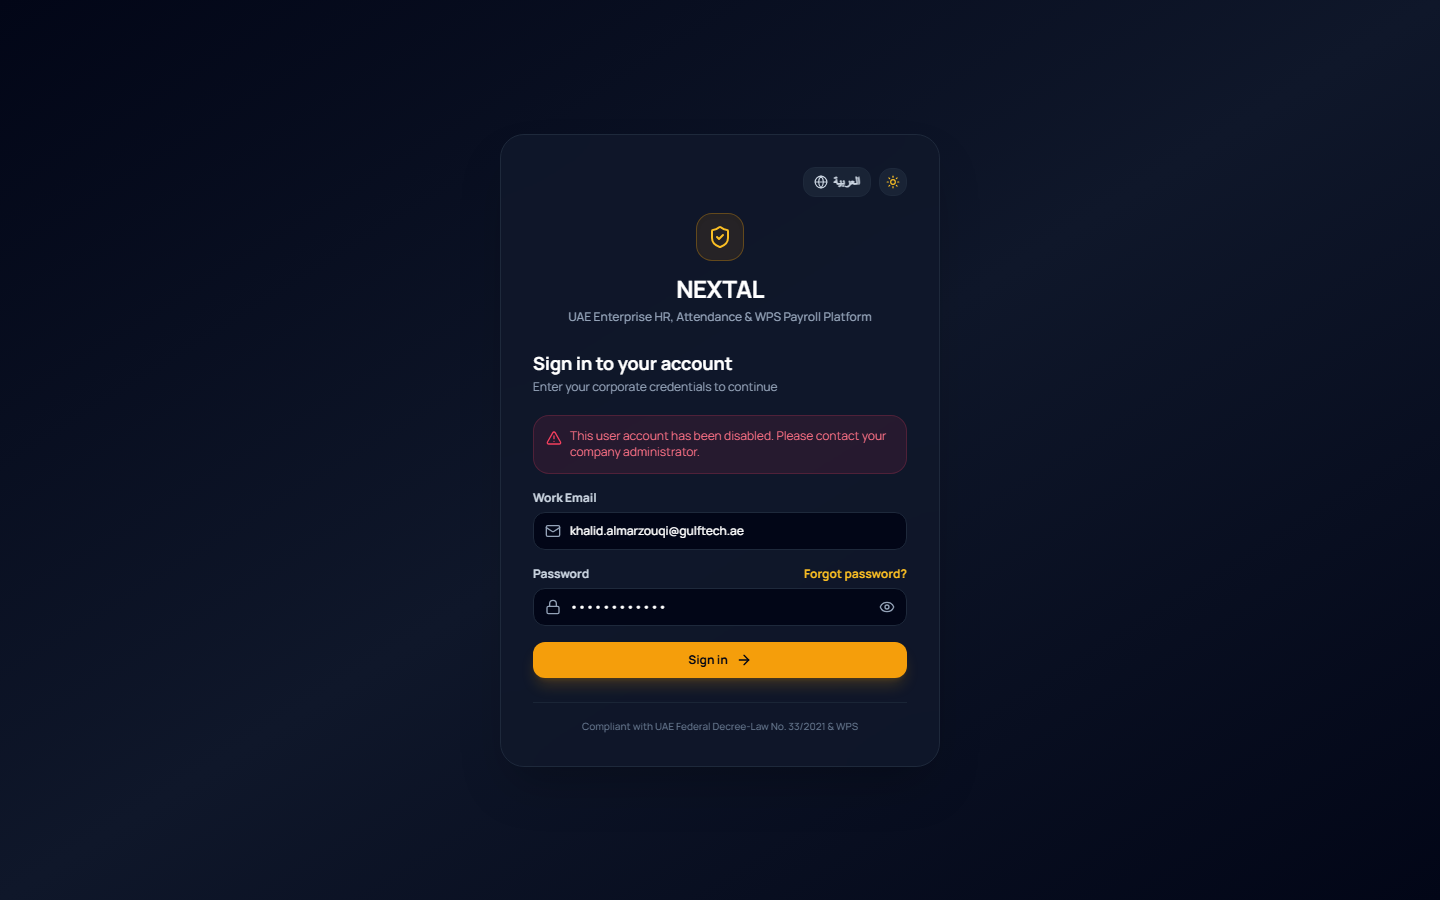 العربية
NEXTAL
UAE Enterprise HR, Attendance & WPS Payroll Platform
Sign in to your account
Enter your corporate credentials to continue
This user account has been disabled. Please contact your
company administrator.
Work Email
khalid.almarzouqi@gulftech.ae
Password
Forgot password?
Sign in
Compliant with UAE Federal Decree-Law No. 33/2021 & WPS